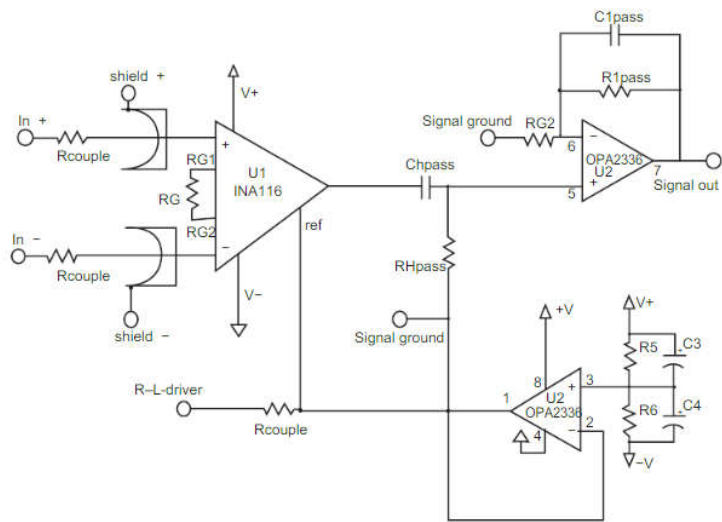 C1pass
shield +
V+
R1pass
In +
Signal ground
RG2
6
−
Rcouple
RG1
+
U1
INA116
RG
RG2
−
Chpass
OPA2336
U2
7
5
+
Signal out
ref
In −
Rcouple
RHpass
V−
shield −
Signal ground
+V
V+
R5
C3
R–L-driver
8
+
3
1
U2
OPA2336
R6
C4
−
2
4
Rcouple
−V